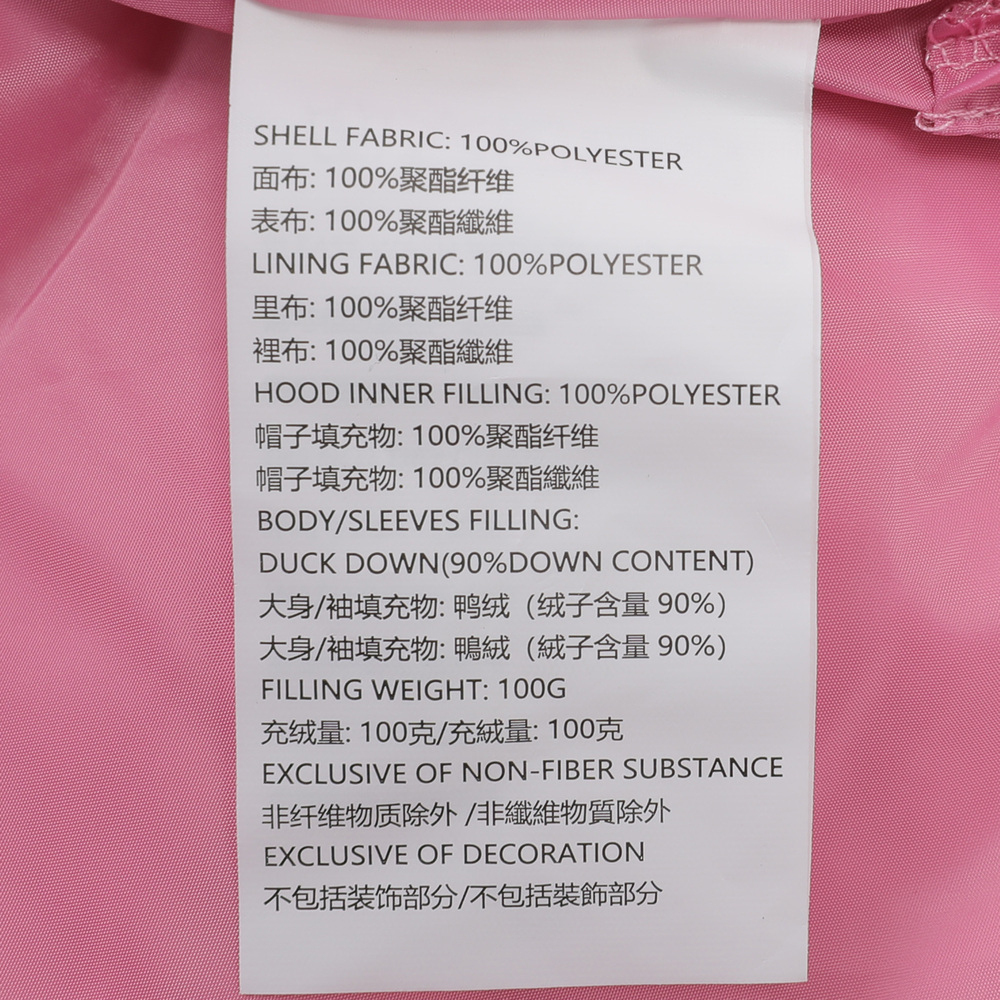 SHELL FABRIC: 100%POLYESTER
面布: 100%聚酯纤维
表布: 100%聚酯纖維
LINING FABRIC: 100%POLYESTER
里布: 100%聚酯纤维
裡布: 100%聚酯纖維
HOOD INNER FILLING: 100%POLYESTER
帽子填充物: 100%聚酯纤维
帽子填充物: 100%聚酯纖維
BODY/SLEEVES FILLING:
DUCK DOWN(90%DOWN CONTENT)
大身/袖填充物: 鸭绒（绒子含量 90%）
大身/袖填充物: 鴨絨（絨子含量 90%）
FILLING WEIGHT: 100G
充绒量: 100克/充絨量: 100克
EXCLUSIVE OF NON-FIBER SUBSTANCE
非纤维物质除外 /非纖維物質除外
EXCLUSIVE OF DECORATION
不包括装饰部分/不包括裝飾部分